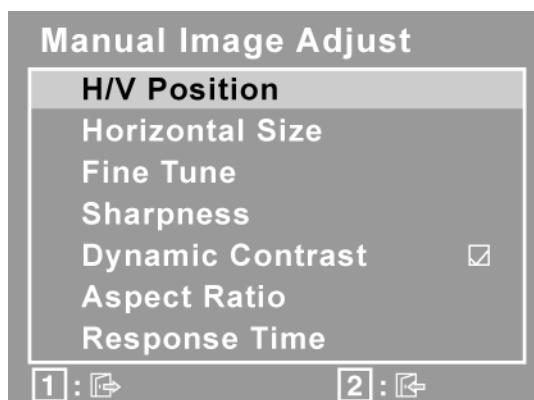 Manual Image Adjust
H/V Position
Horizontal Size
Fine Tune
Sharpness
Dynamic Contrast
Aspect Ratio
Response Time
1 : 2 :